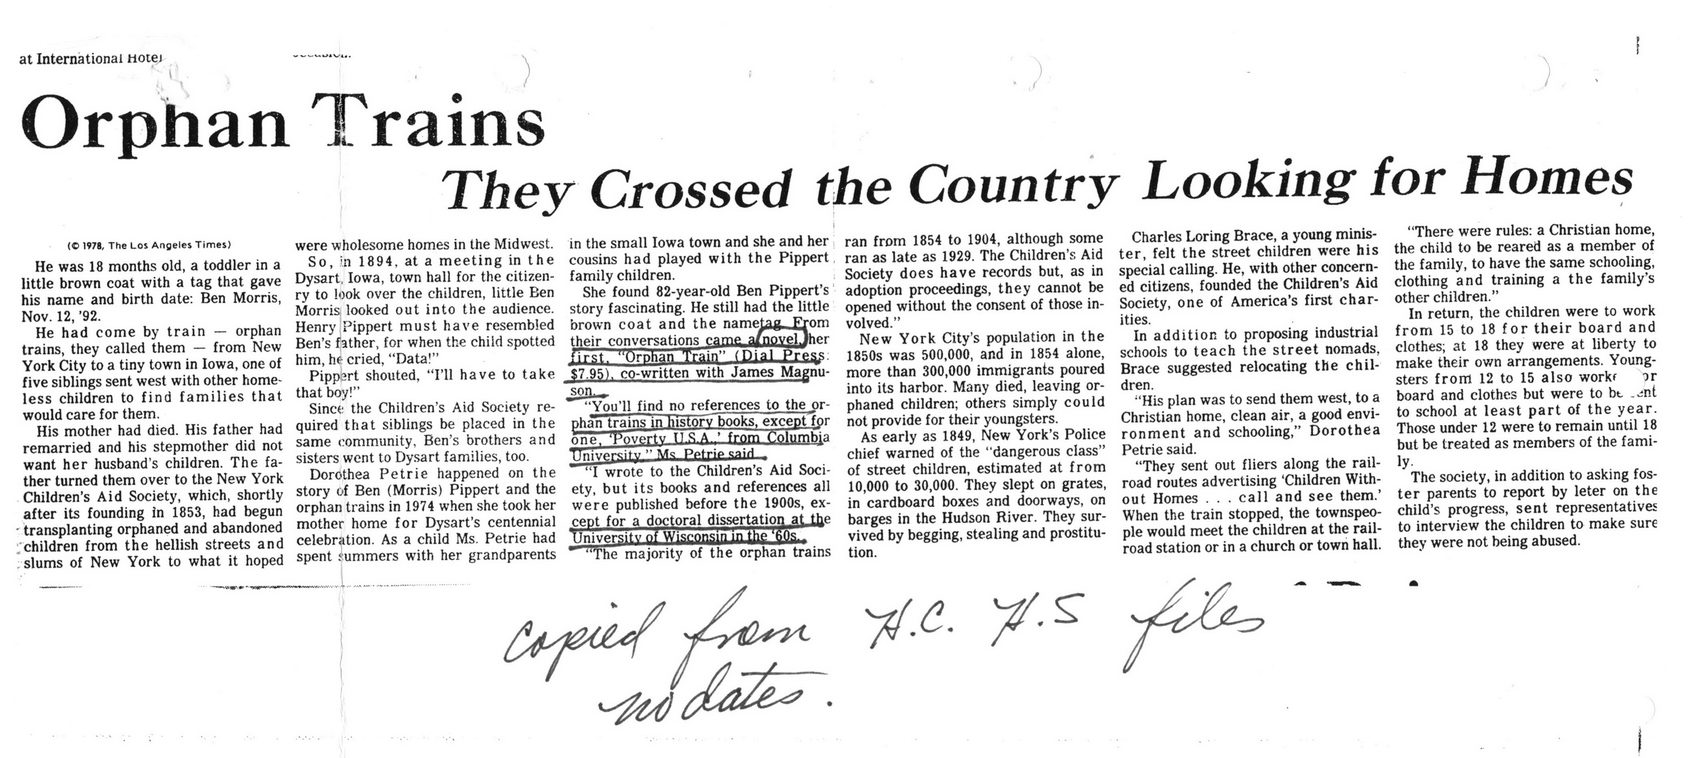 at International Hotel
Orphan Trains
They Crossed the Country Looking for Homes
(© 1978, The Los Angeles Times)
He was 18 months old, a toddler in a
little brown coat with a tag that gave
his name and birth date: Ben Morris,
Nov. 12, '92.
He had come by train — orphan
trains, they called them — from New
York City to a tiny town in Iowa, one of
five siblings sent west with other home-
less children to find families that
would care for them.
His mother had died. His father had
remarried and his stepmother did not
want her husband's children. The fa-
ther turned them over to the New York
Children's Aid Society, which, shortly
after its founding in 1853, had begun
transplanting orphaned and abandoned
children from the hellish streets and
slums of New York to what it hoped
were wholesome homes in the Midwest.
So, in 1894, at a meeting in the
Dysart, Iowa, town hall for the citizen-
ry to look over the children, little Ben
Morris looked out into the audience.
Henry Pippert must have resembled
Ben's father, for when the child spotted
him, he cried, "Data!"
Pippert shouted, "I'll have to take
that boy!"
Since the Children's Aid Society re-
quired that siblings be placed in the
same community, Ben's brothers and
sisters went to Dysart families, too.
Dorothea Petrie happened on the
story of Ben (Morris) Pippert and the
orphan trains in 1974 when she took her
mother home for Dysart's centennial
celebration. As a child Ms. Petrie had
spent summers with her grandparents
in the small Iowa town and she and her
cousins had played with the Pippert
family children.
She found 82-year-old Ben Pippert's
story fascinating. He still had the little
brown coat and the nametag. From
their conversations came a novel, her
first, "Orphan Train" (Dial Press:
$7.95), co-written with James Magnu-
son.
"You'll find no references to the or-
phan trains in history books, except for
one, 'Poverty U.S.A.,' from Columbia
University," Ms. Petrie said.
"I wrote to the Children's Aid Soci-
ety, but its books and references all
were published before the 1900s, ex-
cept for a doctoral dissertation at the
University of Wisconsin in the '60s.
"The majority of the orphan trains
ran from 1854 to 1904, although some
ran as late as 1929. The Children's Aid
Society does have records but, as in
adoption proceedings, they cannot be
opened without the consent of those in-
volved."
New York City's population in the
1850s was 500,000, and in 1854 alone,
more than 300,000 immigrants poured
into its harbor. Many died, leaving or-
phaned children; others simply could
not provide for their youngsters.
As early as 1849, New York's Police
chief warned of the "dangerous class"
of street children, estimated at from
10,000 to 30,000. They slept on grates,
in cardboard boxes and doorways, on
barges in the Hudson River. They sur-
vived by begging, stealing and prostitu-
tion.
Charles Loring Brace, a young minis-
ter, felt the street children were his
special calling. He, with other concern-
ed citizens, founded the Children's Aid
Society, one of America's first char-
ities.
In addition to proposing industrial
schools to teach the street nomads,
Brace suggested relocating the chil-
dren.
"His plan was to send them west, to a
Christian home, clean air, a good envi-
ronment and schooling," Dorothea
Petrie said.
"They sent out fliers along the rail-
road routes advertising 'Children With-
out Homes . . . call and see them.'
When the train stopped, the townspeo-
ple would meet the children at the rail-
road station or in a church or town hall.
"There were rules: a Christian home,
the child to be reared as a member of
the family, to have the same schooling,
clothing and training a the family's
other children."
In return, the children were to work
from 15 to 18 for their board and
clothes; at 18 they were at liberty to
make their own arrangements. Young-
sters from 12 to 15 also
board and clothes but were to
to school at least part of the year.
Those under 12 were to remain until 18
but be treated as members of the fami-
ly.
The society, in addition to asking fos-
ter parents to report by leter on the
child's progress, sent representatives
to interview the children to make sure
they were not being abused.
copied from H.C. H.S files
no dates.